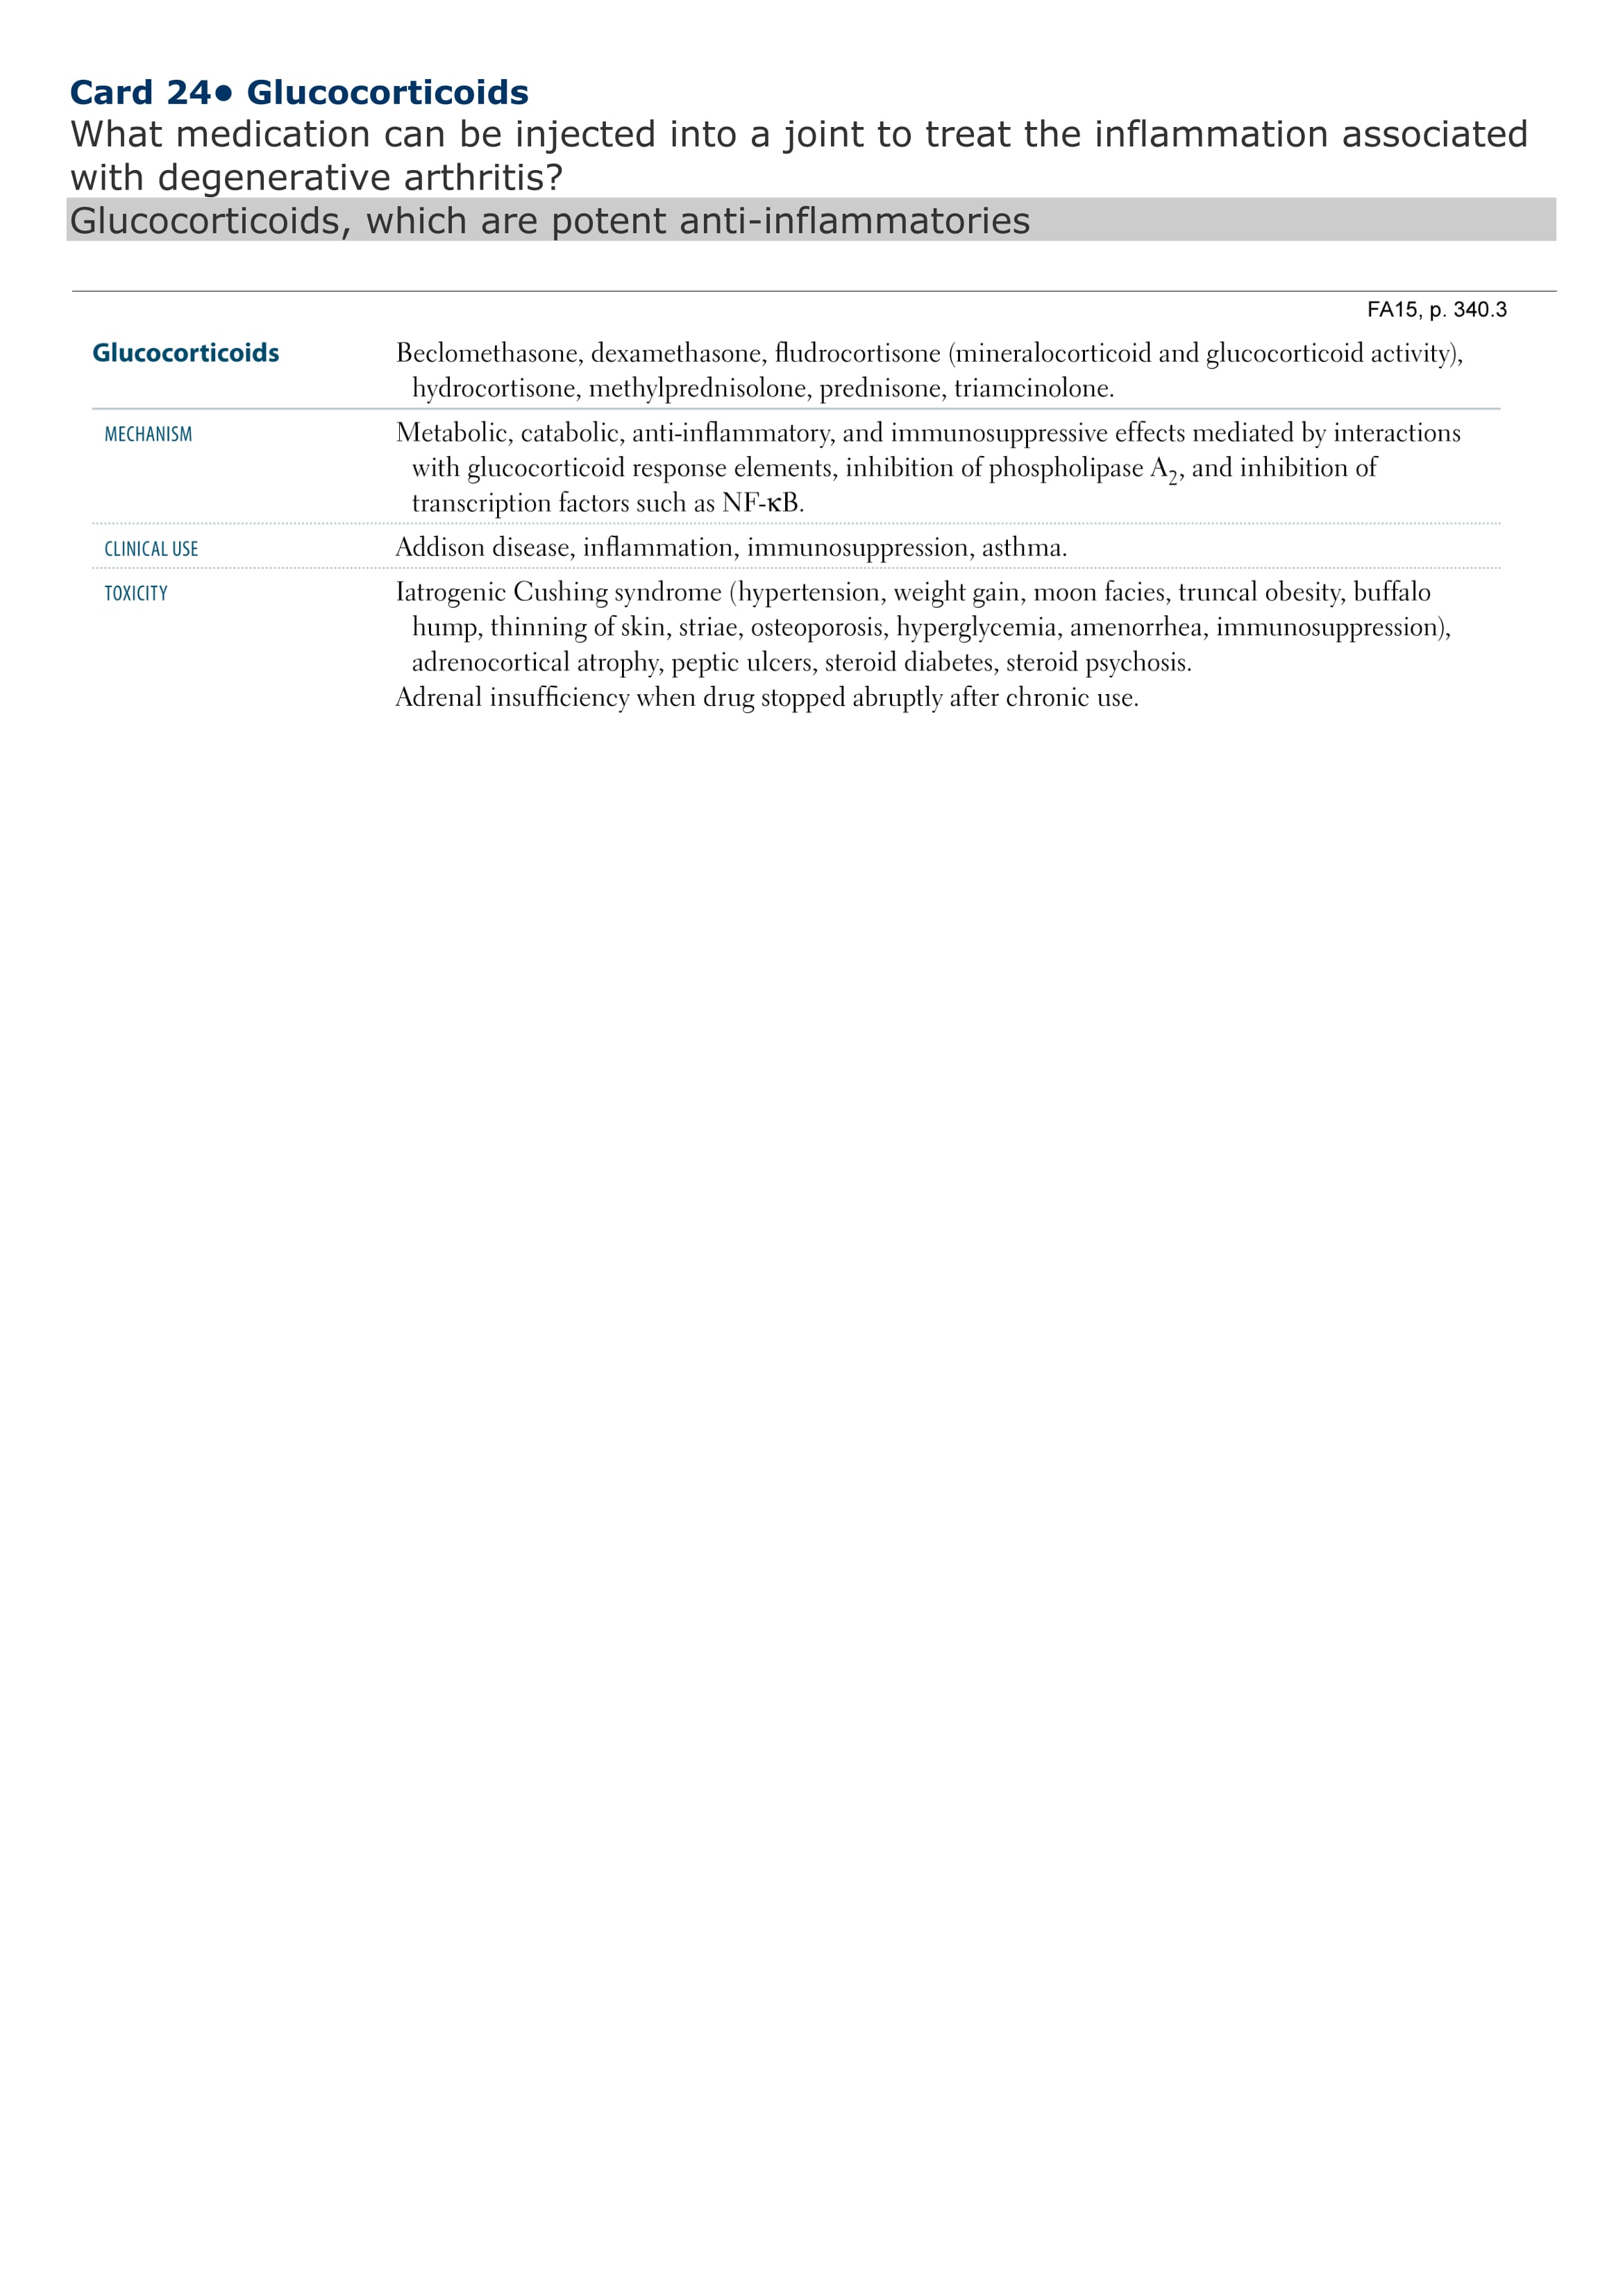 Card 24● Glucocorticoids
What medication can be injected into a joint to treat the inflammation associated
with degenerative arthritis?
Glucocorticoids, which are potent anti-inflammatories
FA15, p. 340.3
Glucocorticoids
Beclomethasone, dexamethasone, fludrocortisone (mineralocorticoid and glucocorticoid activity),
hydrocortisone, methylprednisolone, prednisone, triamcinolone.
MECHANISM
Metabolic, catabolic, anti-inflammatory, and immunosuppressive effects mediated by interactions
with glucocorticoid response elements, inhibition of phospholipase A₂, and inhibition of
transcription factors such as NF-κB.
CLINICAL USE
Addison disease, inflammation, immunosuppression, asthma.
TOXICITY
Iatrogenic Cushing syndrome (hypertension, weight gain, moon facies, truncal obesity, buffalo
hump, thinning of skin, striae, osteoporosis, hyperglycemia, amenorrhea, immunosuppression),
adrenocortical atrophy, peptic ulcers, steroid diabetes, steroid psychosis.
Adrenal insufficiency when drug stopped abruptly after chronic use.